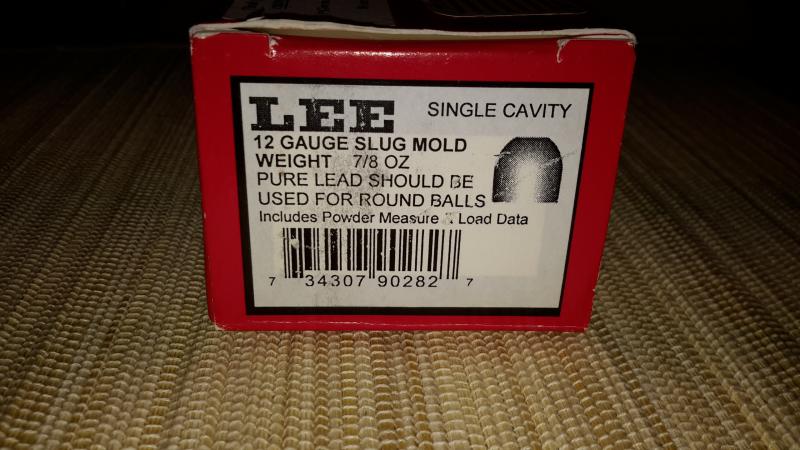 LEE SINGLE CAVITY
12 GAUGE SLUG MOLD
WEIGHT 7/8 OZ
PURE LEAD SHOULD BE
USED FOR ROUND BALLS
Includes Powder Measure Load Data
7 34307 90282 7